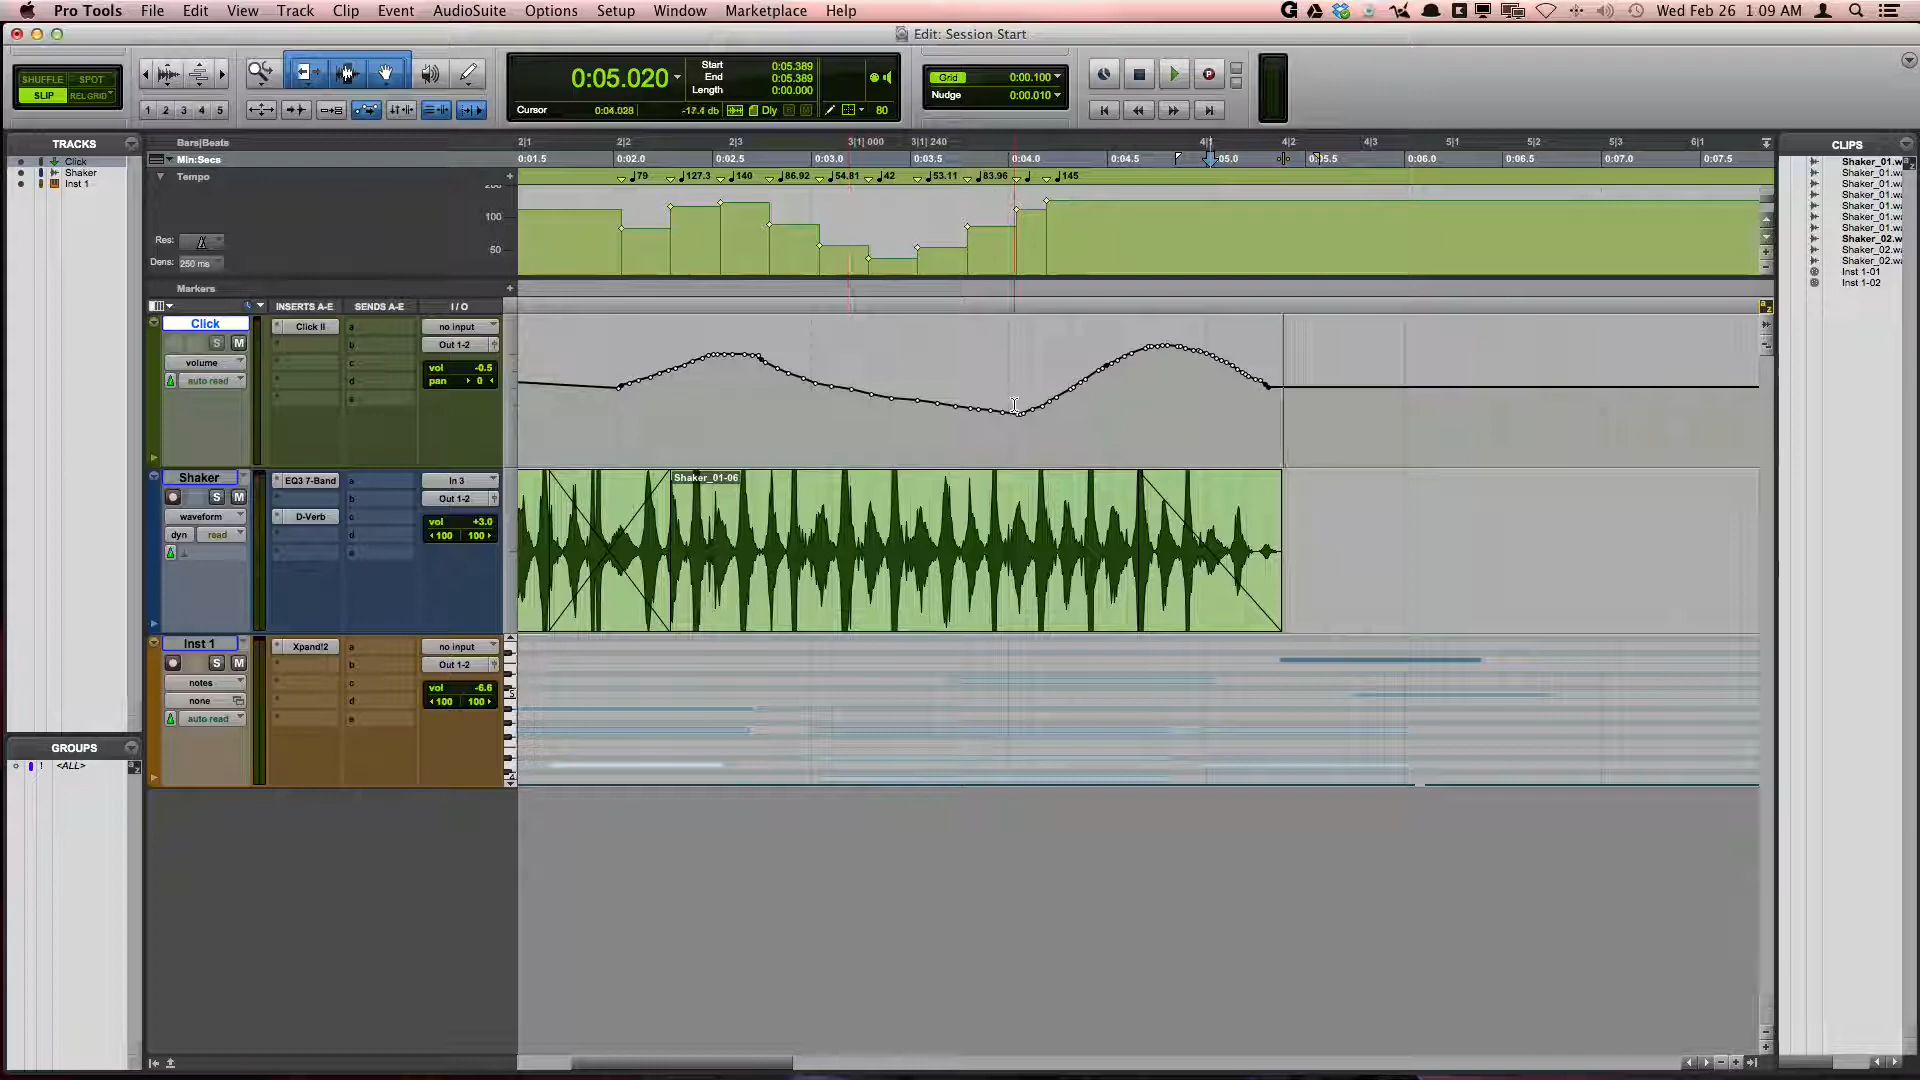 Pro Tools File Edit View Track Clip Event AudioSuite Options Setup Window Marketplace Help Wed Feb 26 1:09 AM
Edit: Session Start
SHUFFLE SPOT
SLIP REL GRID
1 2 3 4 5
0:05.020
Start 0:05.389
End 0:05.389
Length 0:00.000
Cursor 0:04.028 -17.4 db Dly 80
Grid 0:00.100
Nudge 0:00.010
TRACKS
Click
Shaker
Inst 1
GROUPS
! <ALL>
Bars|Beats 2|1 2|2 2|3 3|1| 000 3|1| 240 4|1 4|2 4|3 5|1 5|2 5|3 6|1
Min:Secs 0:01.5 0:02.0 0:02.5 0:03.0 0:03.5 0:04.0 0:04.5 0:05.0 0:05.5 0:06.0 0:06.5 0:07.0 0:07.5
Tempo 79 127.3 140 86.92 54.81 42 53.11 83.96 145
200
100
50
Res:
Dens: 250 ms
Markers
INSERTS A-E SENDS A-E I / O
Click
S M
volume
auto read
Click II
a
b
c
d
e
no input
Out 1-2
vol -0.5
pan 0
Shaker
S M
waveform
dyn read
EQ3 7-Band
D-Verb
a
b
c
d
e
In 3
Out 1-2
vol +3.0
100 100
Shaker_01-06
Inst 1
S M
notes
none
auto read
Xpand!2
a
b
c
d
e
no input
Out 1-2
vol -6.6
100 100
5
CLIPS
Shaker_01.w
Shaker_01.w
Shaker_01.w
Shaker_01.w
Shaker_01.w
Shaker_01.w
Shaker_01.w
Shaker_02.w
Shaker_02.w
Shaker_02.w
Inst 1-01
Inst 1-02